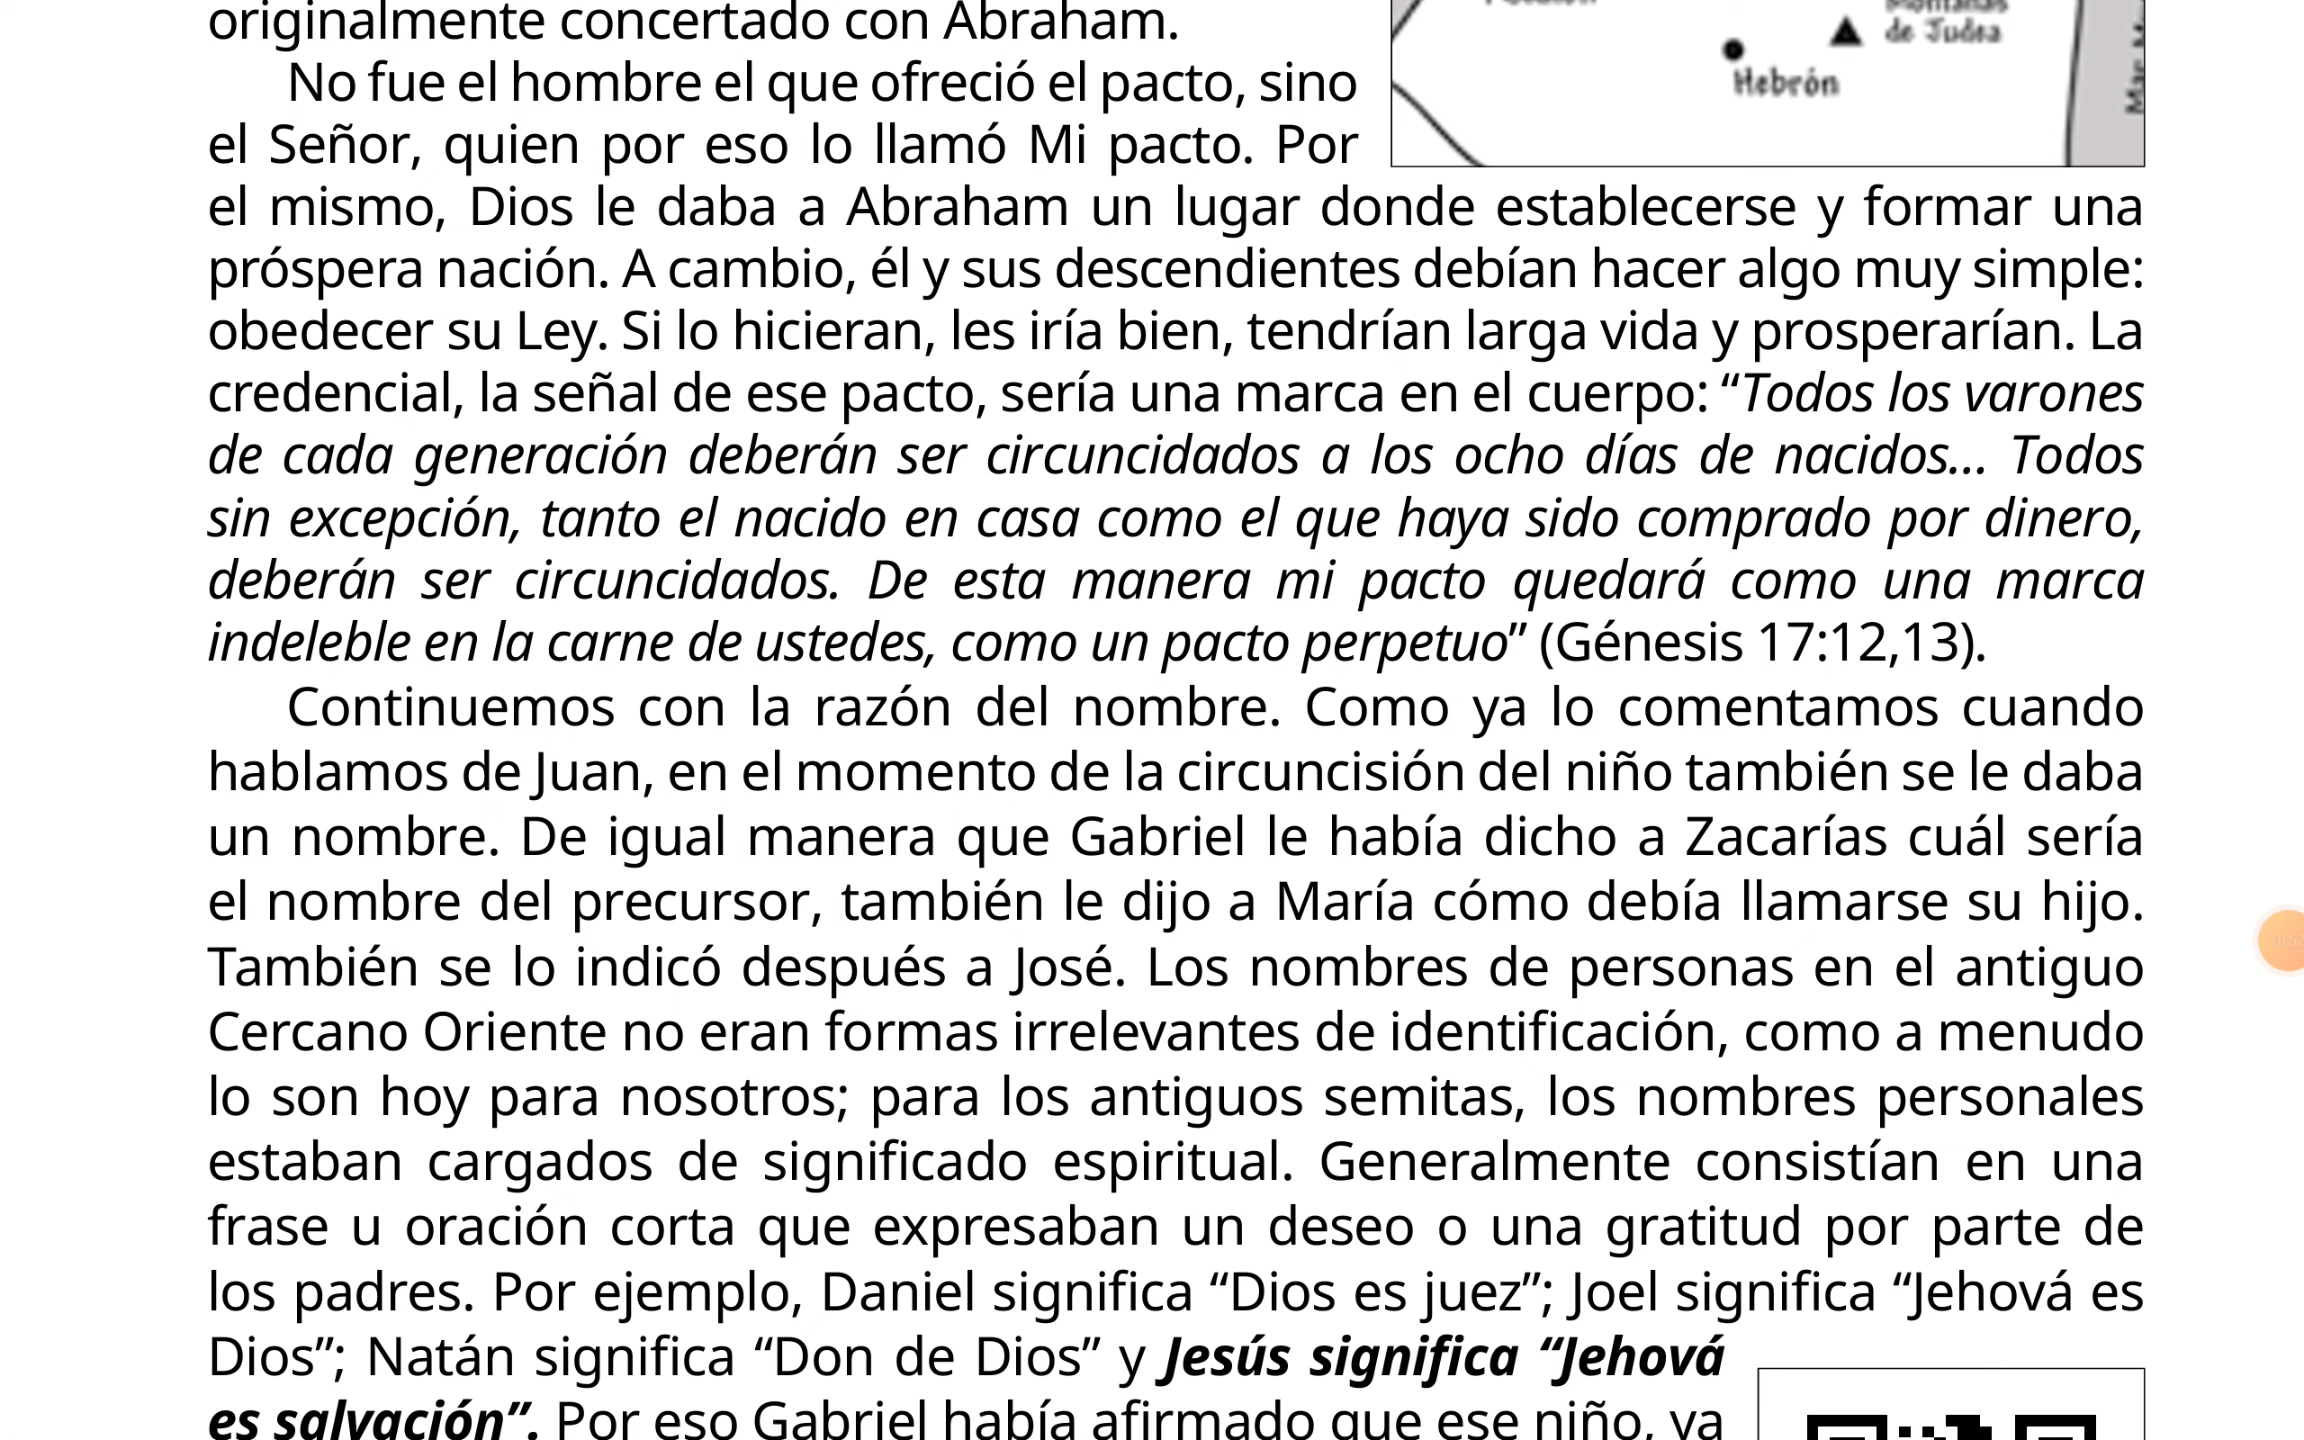 originalmente concertado con Abraham.
No fue el hombre el que ofreció el pacto, sino
el Señor, quien por eso lo llamó Mi pacto. Por
Montañas
de Judea
Hebrón
el mismo, Dios le daba a Abraham un lugar donde establecerse y formar una
próspera nación. A cambio, él y sus descendientes debían hacer algo muy simple:
obedecer su Ley. Si lo hicieran, les iría bien, tendrían larga vida y prosperarían. La
credencial, la señal de ese pacto, sería una marca en el cuerpo: “Todos los varones
de cada generación deberán ser circuncidados a los ocho días de nacidos... Todos
sin excepción, tanto el nacido en casa como el que haya sido comprado por dinero,
deberán ser circuncidados. De esta manera mi pacto quedará como una marca
indeleble en la carne de ustedes, como un pacto perpetuo” (Génesis 17:12,13).
Continuemos con la razón del nombre. Como ya lo comentamos cuando
hablamos de Juan, en el momento de la circuncisión del niño también se le daba
un nombre. De igual manera que Gabriel le había dicho a Zacarías cuál sería
el nombre del precursor, también le dijo a María cómo debía llamarse su hijo.
También se lo indicó después a José. Los nombres de personas en el antiguo
Cercano Oriente no eran formas irrelevantes de identificación, como a menudo
lo son hoy para nosotros; para los antiguos semitas, los nombres personales
estaban cargados de significado espiritual. Generalmente consistían en una
frase u oración corta que expresaban un deseo o una gratitud por parte de
los padres. Por ejemplo, Daniel significa “Dios es juez”; Joel significa “Jehová es
Dios”; Natán significa “Don de Dios” y Jesús significa “Jehová
es salvación”. Por eso Gabriel había afirmado que ese niño, ya